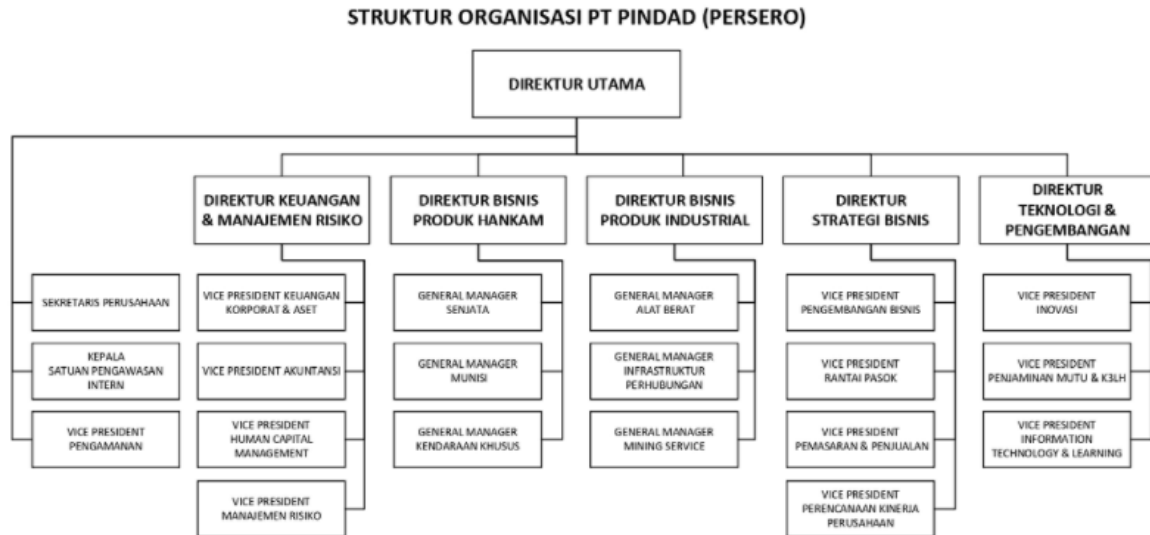 STRUKTUR ORGANISASI PT PINDAD (PERSERO)
DIREKTUR UTAMA
DIREKTUR KEUANGAN
& MANAJEMEN RISIKO
DIREKTUR BISNIS
PRODUK HANKAM
DIREKTUR BISNIS
PRODUK INDUSTRIAL
DIREKTUR
STRATEGI BISNIS
DIREKTUR
TEKNOLOGI &
PENGEMBANGAN
SEKRETARIS PERUSAHAAN
VICE PRESIDENT KEUANGAN
KORPORAT & ASET
GENERAL MANAGER
SENJATA
GENERAL MANAGER
ALAT BERAT
VICE PRESIDENT
PENGEMBANGAN BISNIS
VICE PRESIDENT
INOVASI
KEPALA
SATUAN PENGAWASAN
INTERN
VICE PRESIDENT AKUNTANSI
GENERAL MANAGER
MUNISI
GENERAL MANAGER
INFRASTRUKTUR
PERHUBUNGAN
VICE PRESIDENT
RANTAI PASOK
VICE PRESIDENT
PENJAMINAN MUTU & K3LH
VICE PRESIDENT
PENGAMANAN
VICE PRESIDENT
HUMAN CAPITAL
MANAGEMENT
GENERAL MANAGER
KENDARAAN KHUSUS
GENERAL MANAGER
MINING SERVICE
VICE PRESIDENT
PEMASARAN & PENJUALAN
VICE PRESIDENT
INFORMATION
TECHNOLOGY & LEARNING
VICE PRESIDENT
MANAJEMEN RISIKO
VICE PRESIDENT
PERENCANAAN KINERJA
PERUSAHAAN